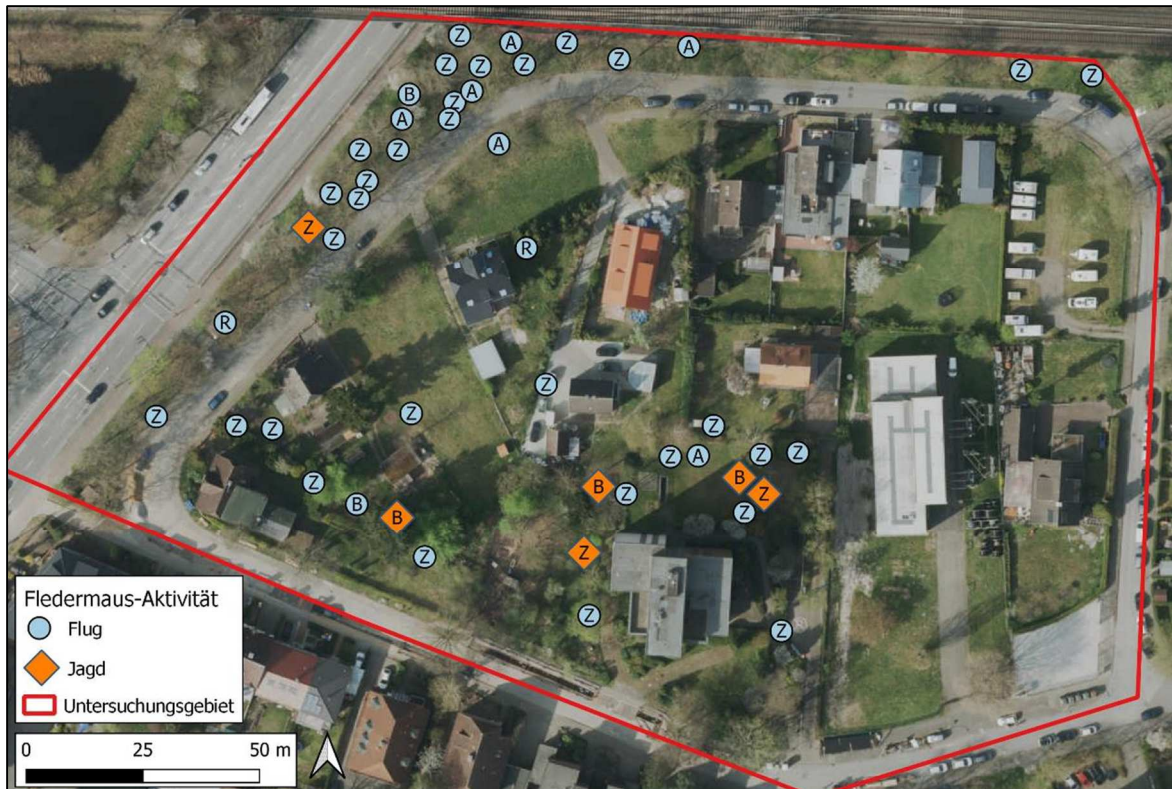 Z A Z A
Z Z Z Z Z Z
B Z A
A Z
A
Z Z
Z
Z Z
Z Z
R
R
Z
Z Z Z Z Z
Z A Z Z
Z B Z B Z
B B Z
Z Z
Z Z
Fledermaus-Aktivität
Flug
Jagd
Untersuchungsgebiet
0 25 50 m